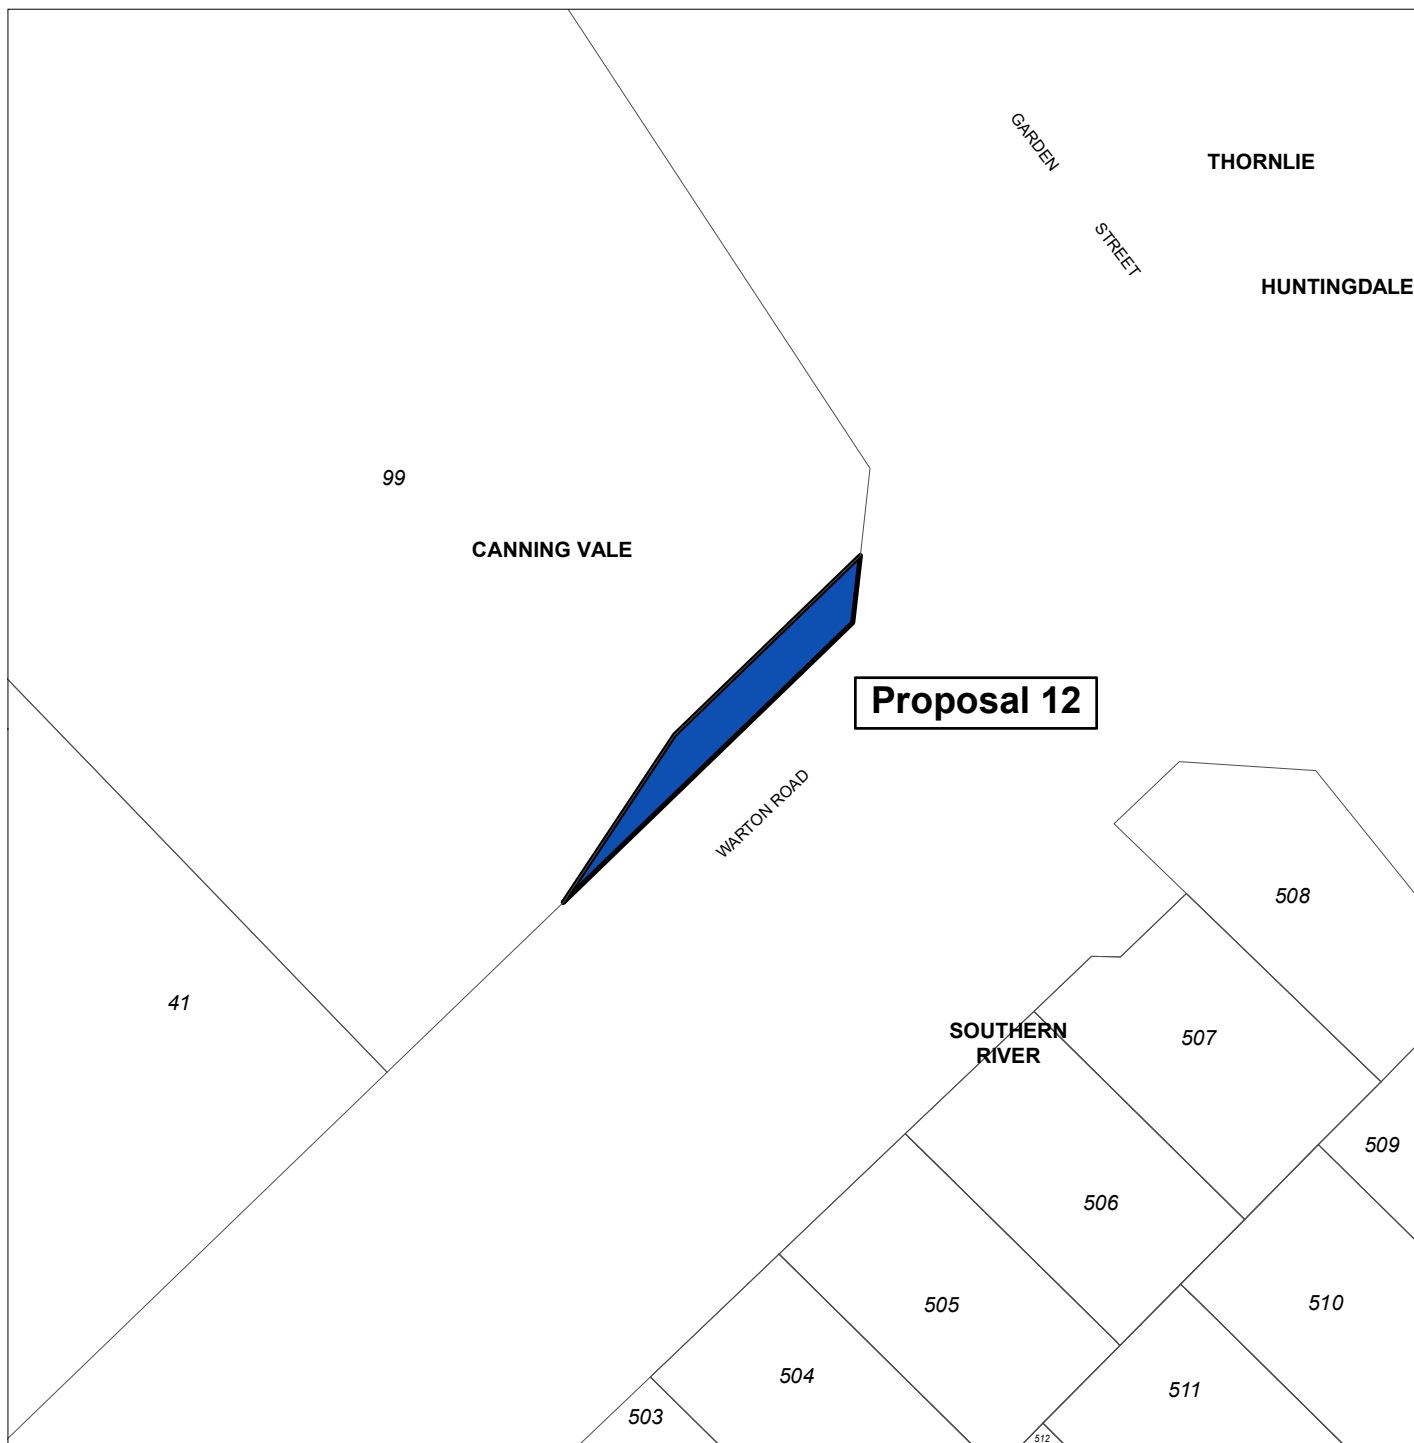 GARDEN
THORNLIE
STREET
HUNTINGDALE
99
CANNING VALE
Proposal 12
WARTON ROAD
508
41
SOUTHERN
RIVER
507
509
506
505
510
504
511
503
512